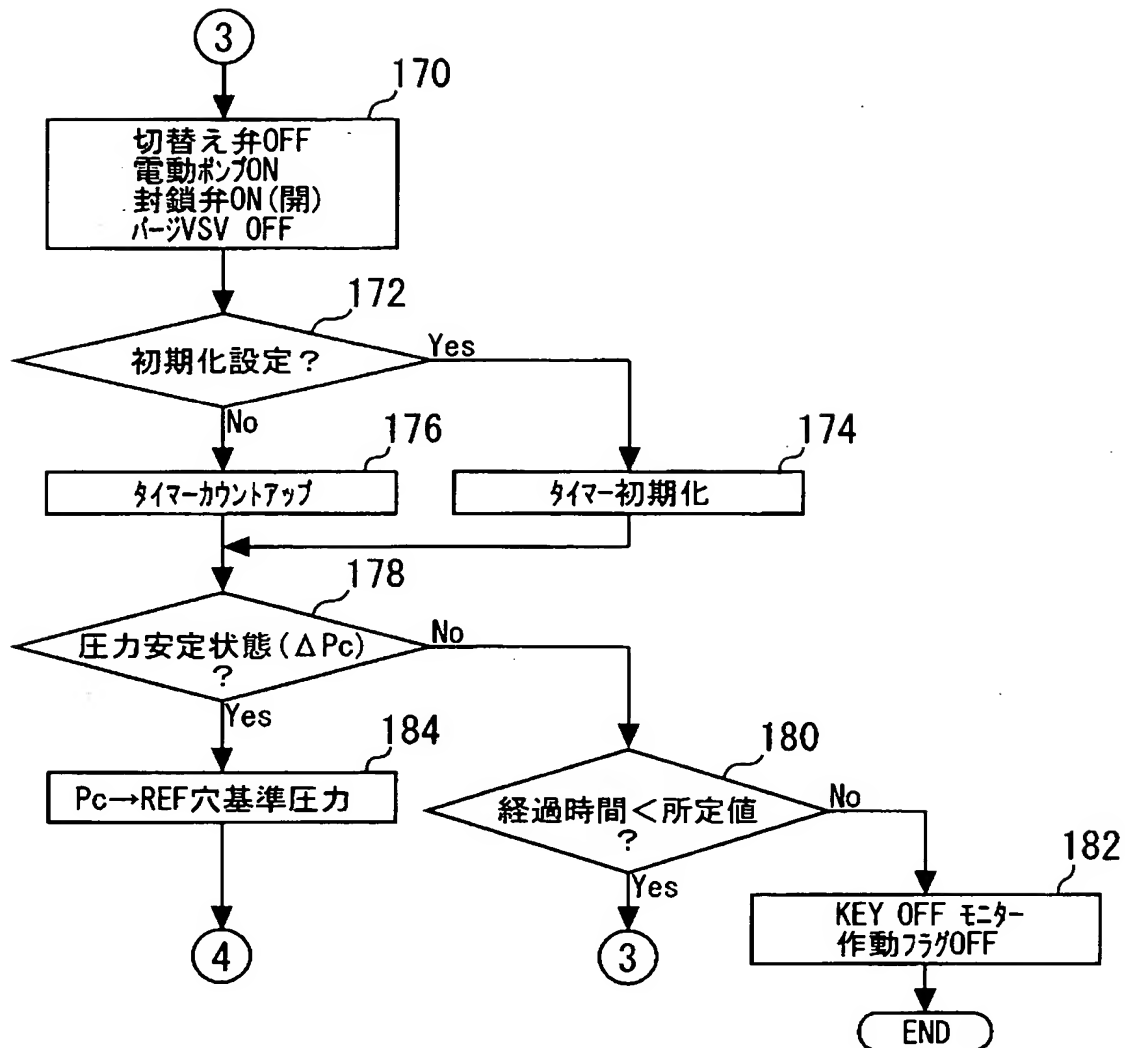 3
170
切替え弁OFF
電動ポンプON
封鎖弁ON(開)
パージVSV OFF
172
初期化設定?
Yes
No
176
174
タイマーカウントアップ
タイマー初期化
178
圧力安定状態(ΔPc)
?
No
Yes
184
180
Pc→REF穴基準圧力
経過時間<所定値
?
No
Yes
182
KEY OFF モニター
作動フラグOFF
4
3
END